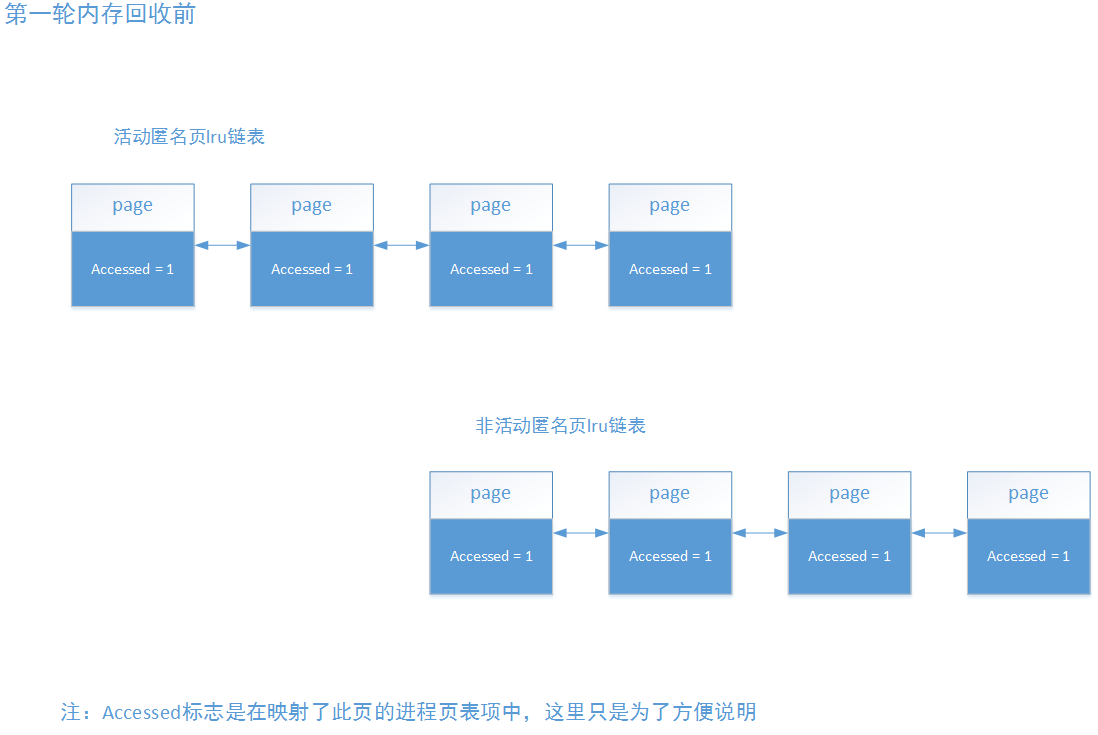 第一轮内存回收前
活动匿名页lru链表
page
page
page
page
Accessed = 1
Accessed = 1
Accessed = 1
Accessed = 1
非活动匿名页lru链表
page
page
page
page
Accessed = 1
Accessed = 1
Accessed = 1
Accessed = 1
注：Accessed标志是在映射了此页的进程页表项中，这里只是为了方便说明